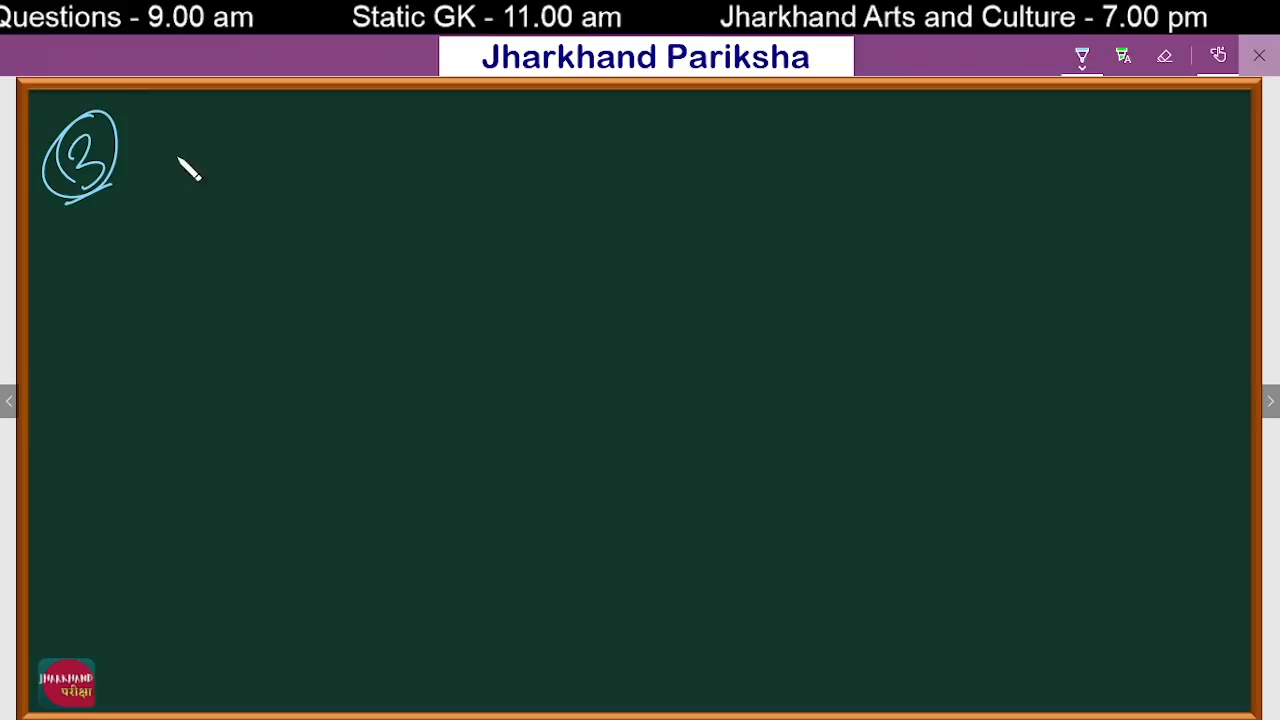 Questions - 9.00 am Static GK - 11.00 am Jharkhand Arts and Culture - 7.00 pm
Jharkhand Pariksha
3
JHARKHAND
परीक्षा